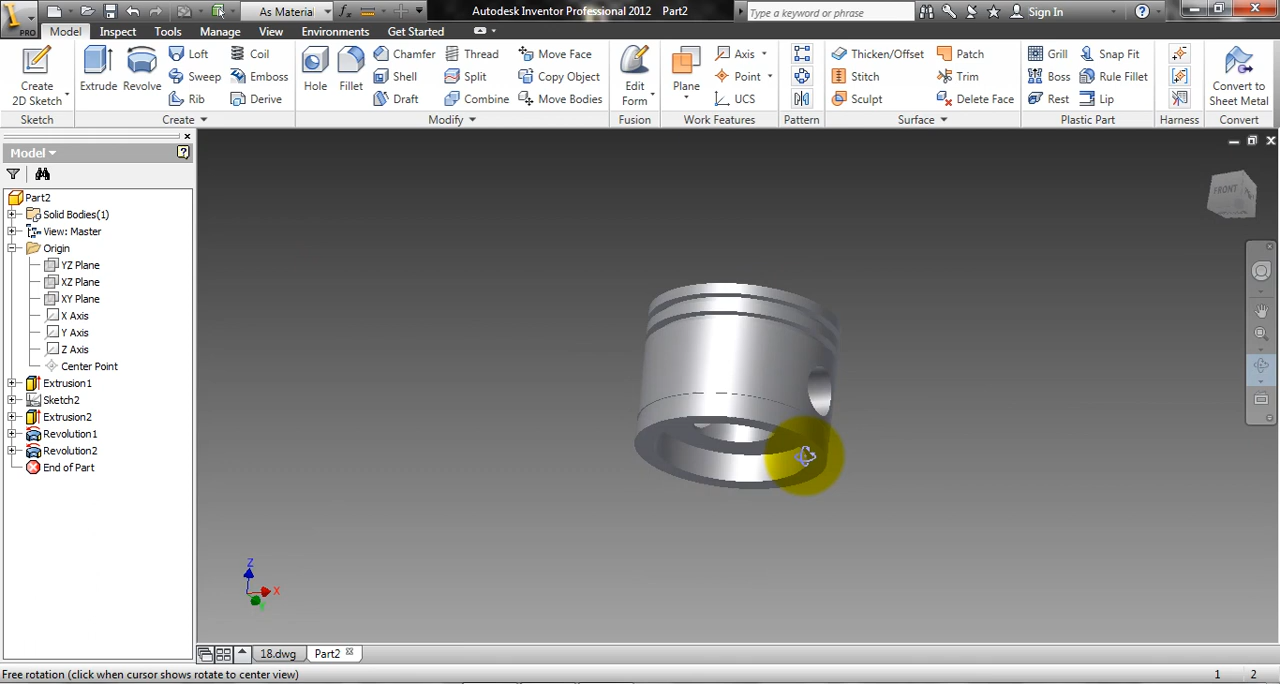 PRO
As Material
Autodesk Inventor Professional 2012 Part2
Type a keyword or phrase
Sign In
Model Inspect Tools Manage View Environments Get Started
Create 2D Sketch
Extrude
Revolve
Loft
Sweep
Rib
Coil
Emboss
Derive
Hole
Fillet
Chamfer
Shell
Draft
Thread
Split
Combine
Move Face
Copy Object
Move Bodies
Edit Form
Plane
Axis
Point
UCS
Thicken/Offset
Stitch
Sculpt
Patch
Trim
Delete Face
Grill
Boss
Rest
Snap Fit
Rule Fillet
Lip
Convert to Sheet Metal
Sketch Create Modify Fusion Work Features Pattern Surface Plastic Part Harness Convert
Model
Part2
Solid Bodies(1)
View: Master
Origin
YZ Plane
XZ Plane
XY Plane
X Axis
Y Axis
Z Axis
Center Point
Extrusion1
Sketch2
Extrusion2
Revolution1
Revolution2
End of Part
FRONT
Z
X
18.dwg Part2
Free rotation (click when cursor shows rotate to center view) 1 2